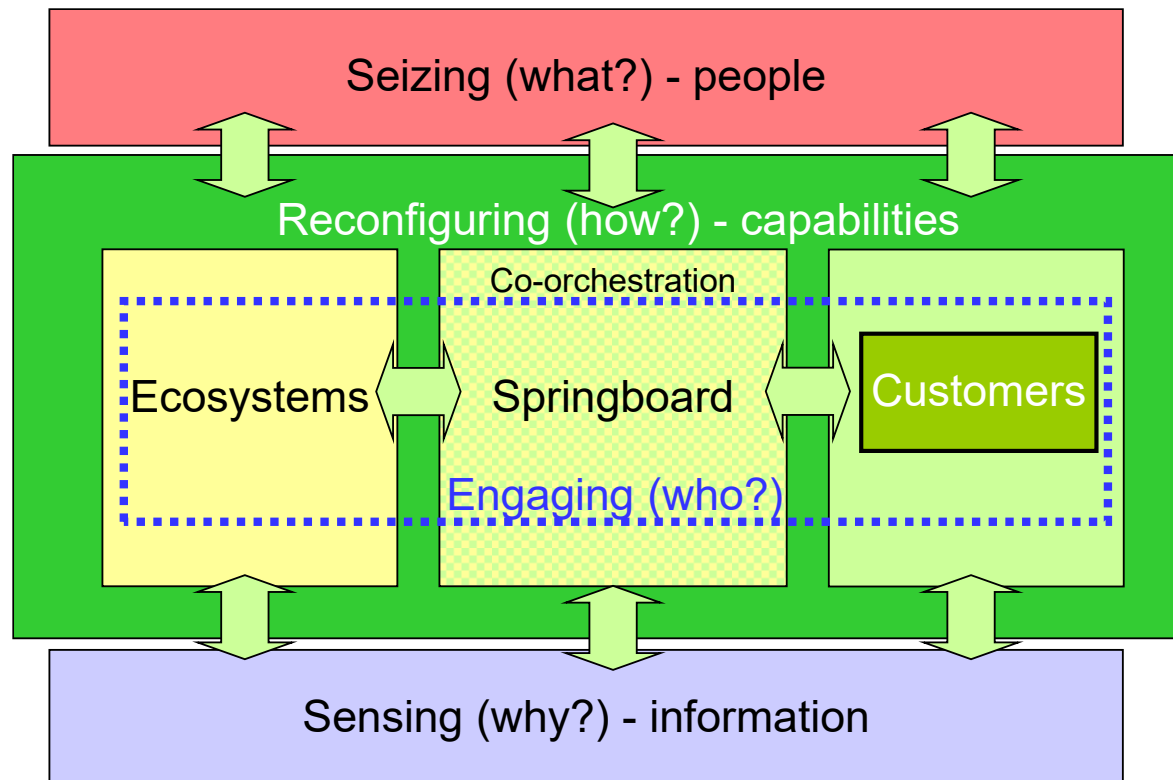 Seizing (what?) - people
Reconfiguring (how?) - capabilities
Co-orchestration
Ecosystems
Springboard
Customers
Engaging (who?)
Sensing (why?) - information